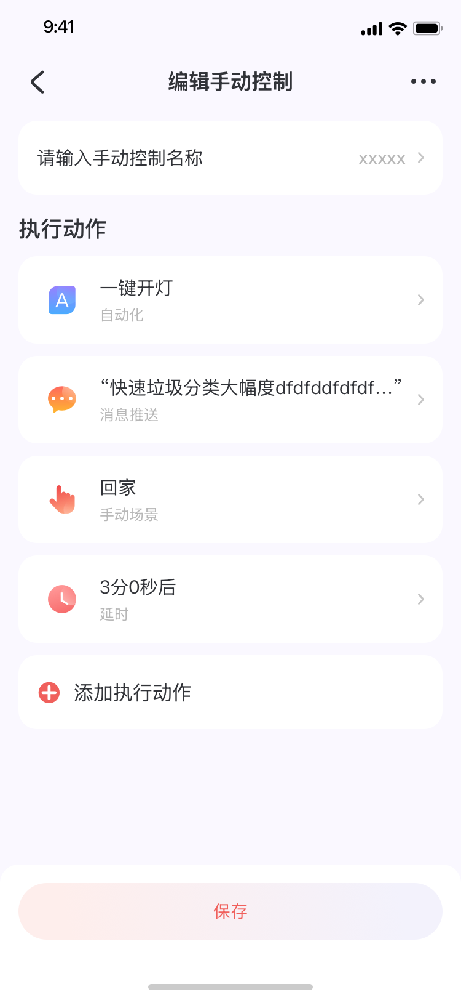 9:41
编辑手动控制
请输入手动控制名称 xxxxx
执行动作
A
一键开灯
自动化
“快速垃圾分类大幅度dfdfddfdfdf...”
消息推送
回家
手动场景
3分0秒后
延时
添加执行动作
保存